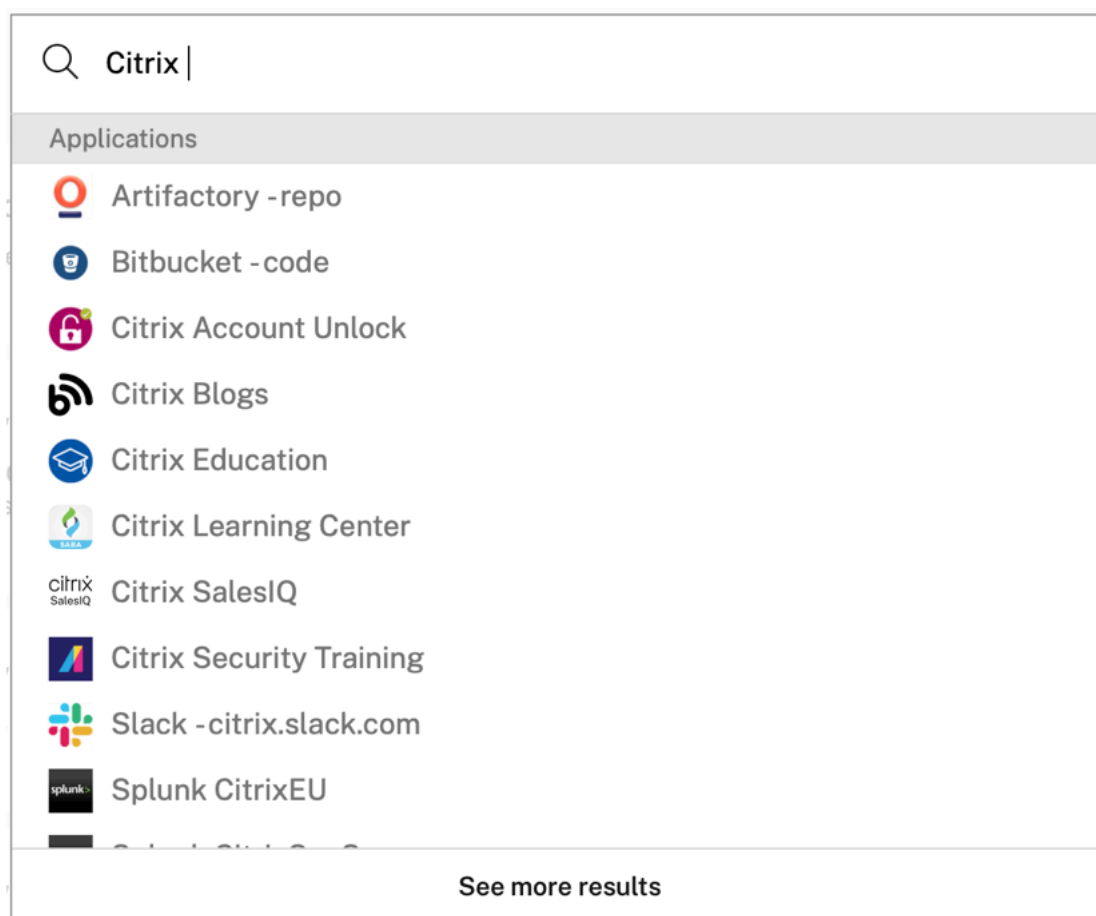 Citrix
Applications
Artifactory - repo
Bitbucket - code
Citrix Account Unlock
Citrix Blogs
Citrix Education
SABA
Citrix Learning Center
citrix
SalesIQ
Citrix SalesIQ
Citrix Security Training
Slack - citrix.slack.com
splunk>
Splunk CitrixEU
See more results